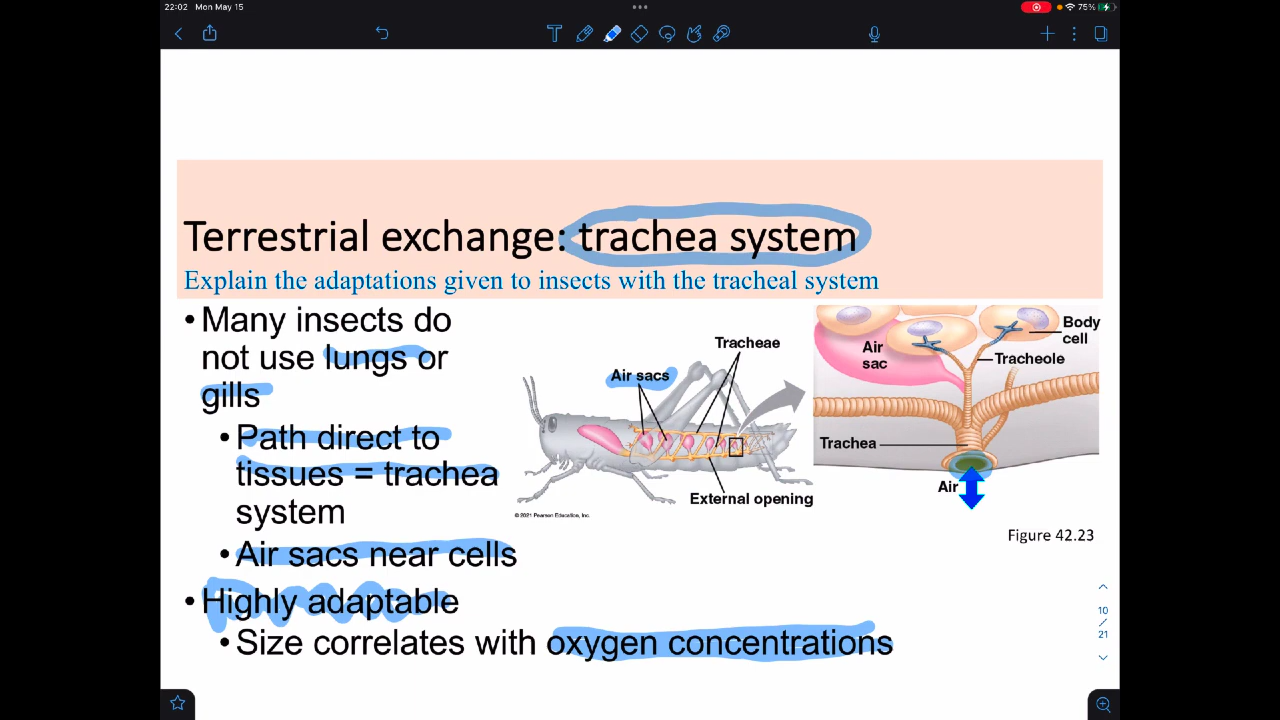 22:02 Mon May 15
75%
T
Terrestrial exchange: trachea system
Explain the adaptations given to insects with the tracheal system
• Many insects do
not use lungs or
gills
• Path direct to
tissues = trachea
system
• Air sacs near cells
• Highly adaptable
• Size correlates with oxygen concentrations
Tracheae
Air sacs
External opening
© 2021 Pearson Education, Inc.
Body
cell
Air
sac
Tracheole
Trachea
Air
Figure 42.23
10
/
21